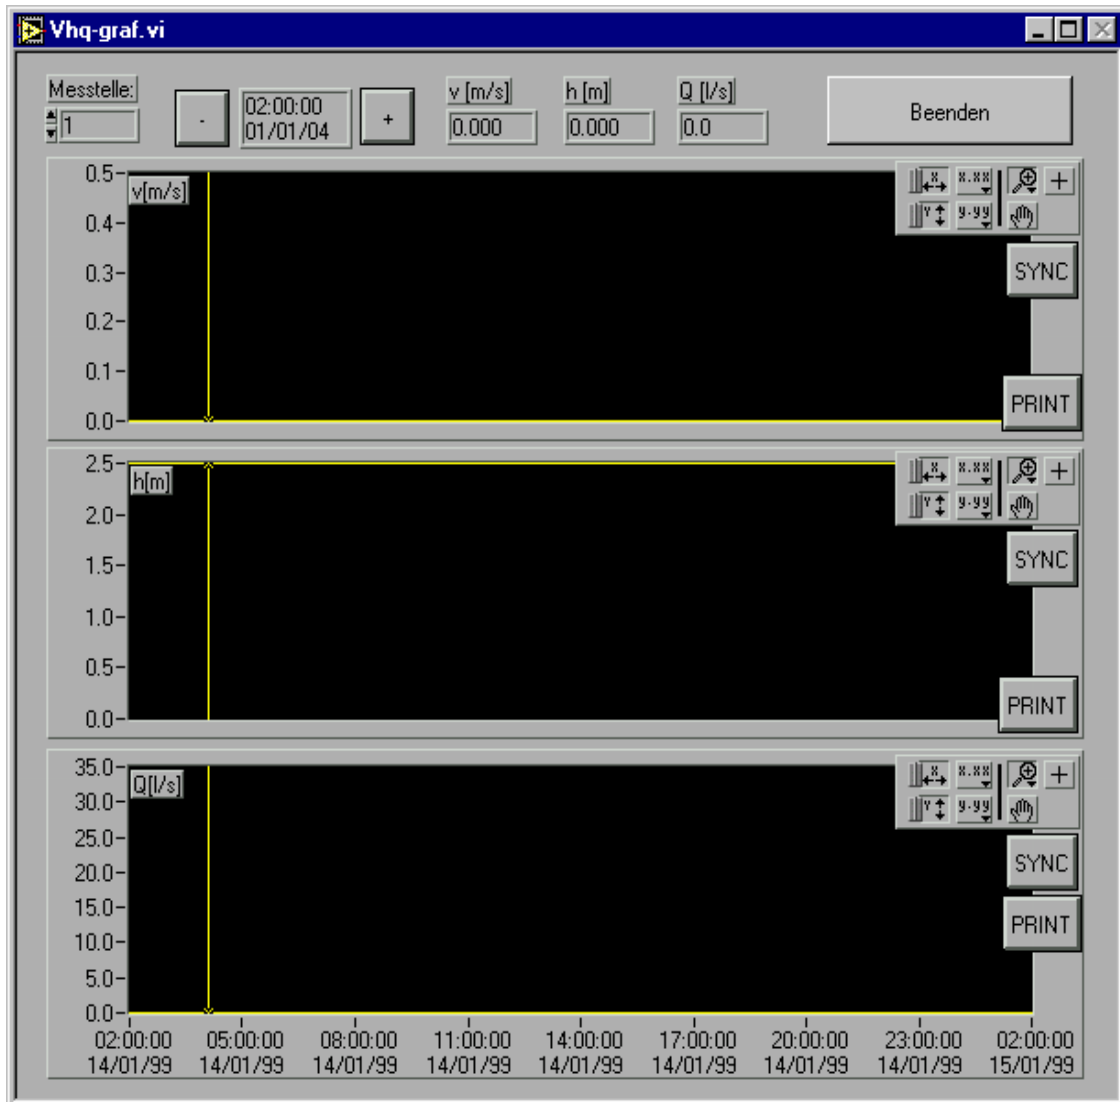 Vhq-graf.vi
Messtelle:
1
-
02:00:00
01/01/04
+
v [m/s]
0.000
h [m]
0.000
Q [l/s]
0.0
Beenden
v[m/s]
0.5
0.4
0.3
0.2
0.1
0.0
X
x.xx
Y
y.yy
SYNC
PRINT
h[m]
2.5
2.0
1.5
1.0
0.5
0.0
X
x.xx
Y
y.yy
SYNC
PRINT
Q[l/s]
35.0
30.0
25.0
20.0
15.0
10.0
5.0
0.0
X
x.xx
Y
y.yy
SYNC
PRINT
02:00:00 05:00:00 08:00:00 11:00:00 14:00:00 17:00:00 20:00:00 23:00:00 02:00:00
14/01/99 14/01/99 14/01/99 14/01/99 14/01/99 14/01/99 14/01/99 14/01/99 15/01/99